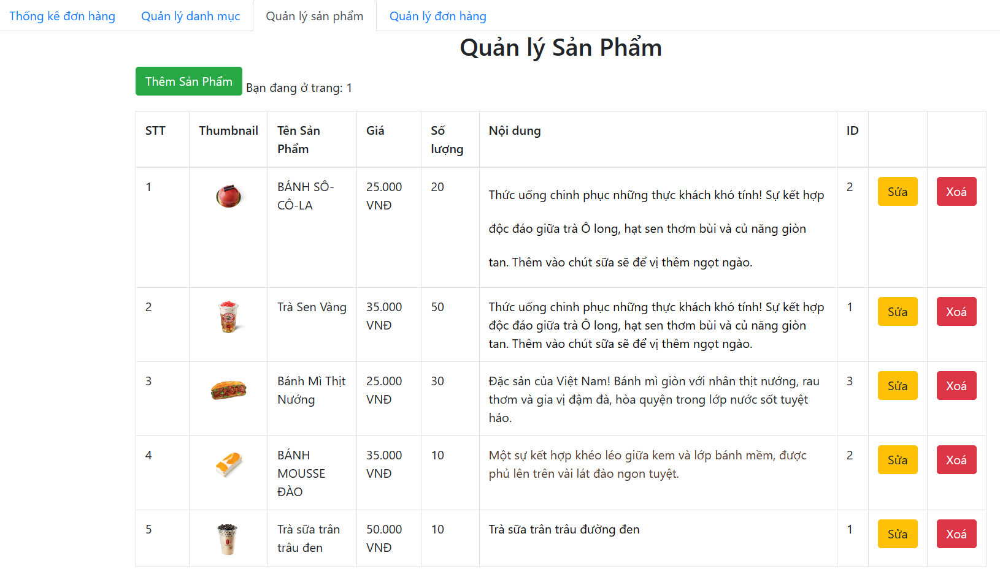 Thống kê đơn hàng Quản lý danh mục Quản lý sản phẩm Quản lý đơn hàng
Quản lý Sản Phẩm
Thêm Sản Phẩm Bạn đang ở trang: 1
STT Thumbnail Tên Sản Phẩm Giá Số lượng Nội dung ID
1 BÁNH SÔ-CÔ-LA 25.000 VNĐ 20
Thức uống chinh phục những thực khách khó tính! Sự kết hợp
độc đáo giữa trà Ô long, hạt sen thơm bùi và củ năng giòn
tan. Thêm vào chút sữa sẽ để vị thêm ngọt ngào.
2 Sửa Xoá
2 Trà Sen Vàng 35.000 VNĐ 50
Thức uống chinh phục những thực khách khó tính! Sự kết hợp
độc đáo giữa trà Ô long, hạt sen thơm bùi và củ năng giòn
tan. Thêm vào chút sữa sẽ để vị thêm ngọt ngào.
1 Sửa Xoá
3 Bánh Mì Thịt Nướng 25.000 VNĐ 30
Đặc sản của Việt Nam! Bánh mì giòn với nhân thịt nướng, rau
thơm và gia vị đậm đà, hòa quyện trong lớp nước sốt tuyệt
hảo.
3 Sửa Xoá
4 BÁNH MOUSSE ĐÀO 35.000 VNĐ 10
Một sự kết hợp khéo léo giữa kem và lớp bánh mềm, được
phủ lên trên vài lát đào ngon tuyệt.
2 Sửa Xoá
5 Trà sữa trân trâu đen 50.000 VNĐ 10
Trà sữa trân trâu đường đen
1 Sửa Xoá